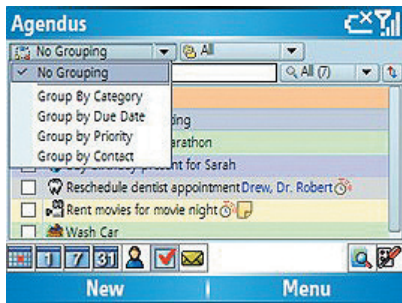 Agendus
No Grouping All
No Grouping All (7)
Group By Category
Group by Due Date
Group by Priority
Group by Contact
arathon
for Sarah
Reschedule dentist appointment Drew, Dr. Robert
Rent movies for movie night
Wash Car
1 7 31
New Menu